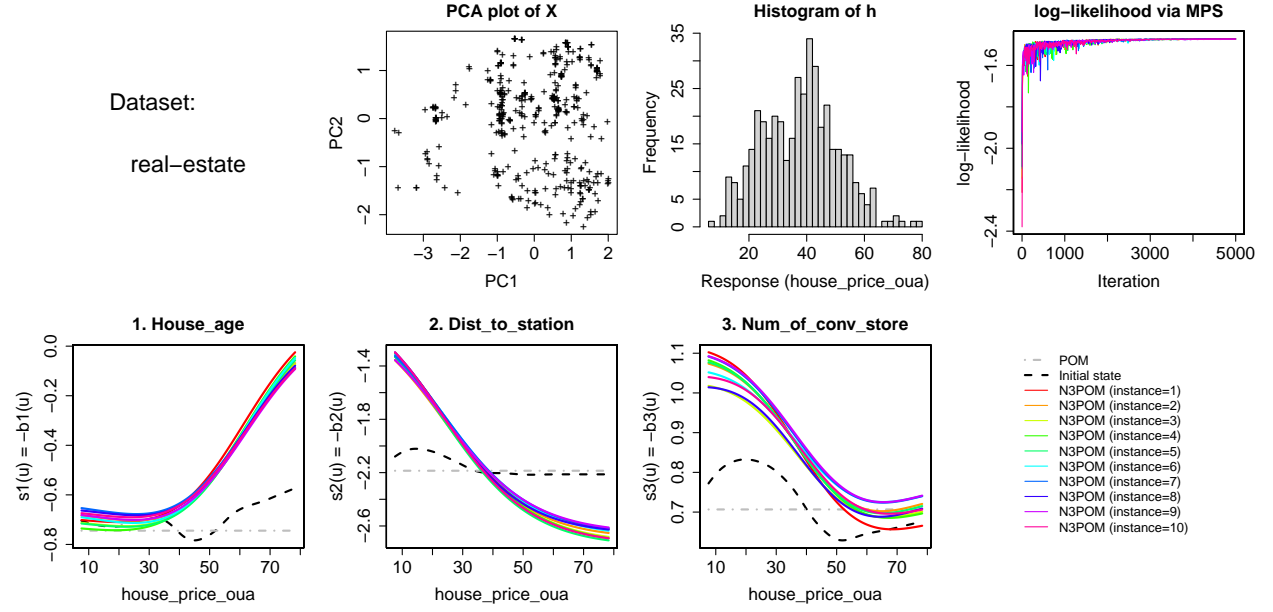 Dataset:
real−estate
PCA plot of X
PC2
1
0
−1
−2
−3 −2 −1 0 1 2
PC1
Histogram of h
Frequency
35
25
15
5
0
20 40 60 80
Response (house_price_oua)
log−likelihood via MPS
log−likelihood
−1.6
−2.0
−2.4
0 1000 3000 5000
Iteration
1. House_age
s1(u) = −b1(u)
0.0
−0.2
−0.4
−0.6
−0.8
10 30 50 70
house_price_oua
2. Dist_to_station
s2(u) = −b2(u)
−1.4
−1.8
−2.2
−2.6
10 30 50 70
house_price_oua
3. Num_of_conv_store
s3(u) = −b3(u)
1.1
1.0
0.9
0.8
0.7
10 30 50 70
house_price_oua
POM
Initial state
N3POM (instance=1)
N3POM (instance=2)
N3POM (instance=3)
N3POM (instance=4)
N3POM (instance=5)
N3POM (instance=6)
N3POM (instance=7)
N3POM (instance=8)
N3POM (instance=9)
N3POM (instance=10)